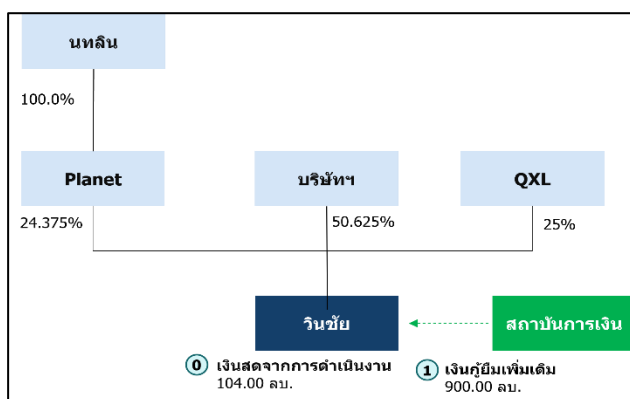 นทลิน
100.0%
Planet
บริษัทฯ
QXL
24.375%
50.625%
25%
วินชัย
สถาบันการเงิน
0 เงินสดจากการดำเนินงาน
104.00 ลบ.
1 เงินกู้ยืมเพิ่มเติม
900.00 ลบ.